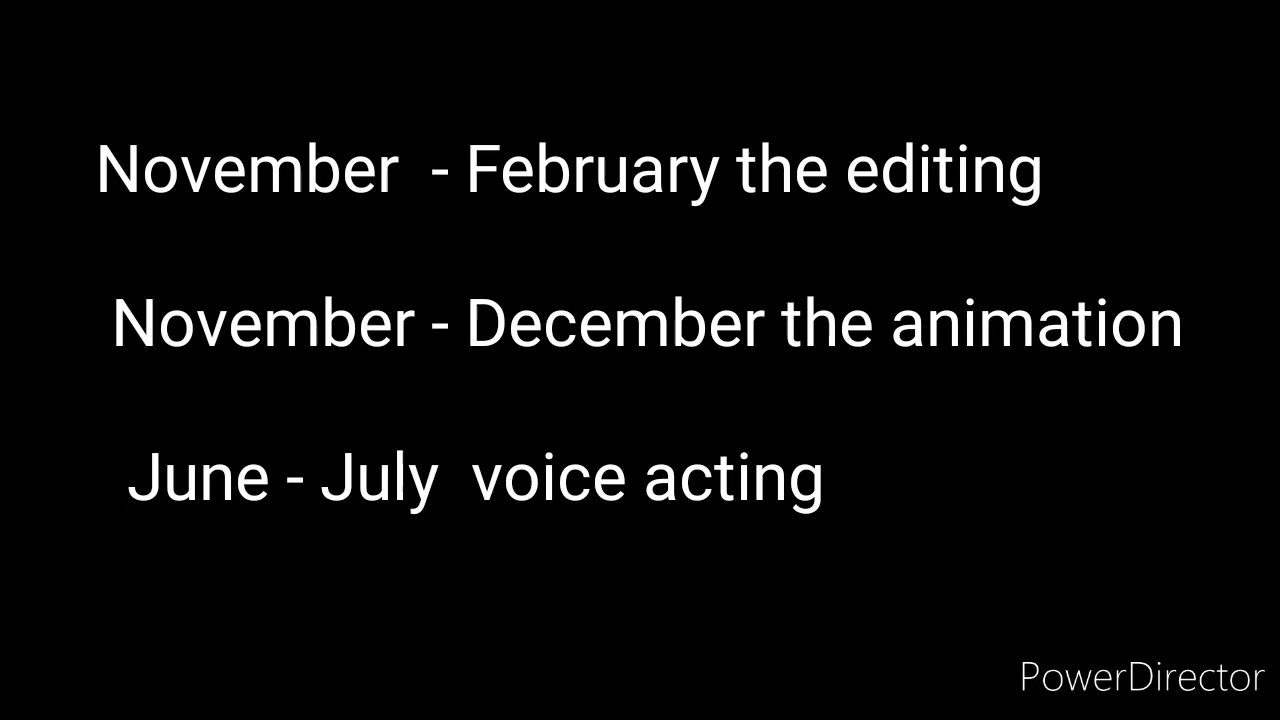 November - February the editing
November - December the animation
June - July voice acting
PowerDirector